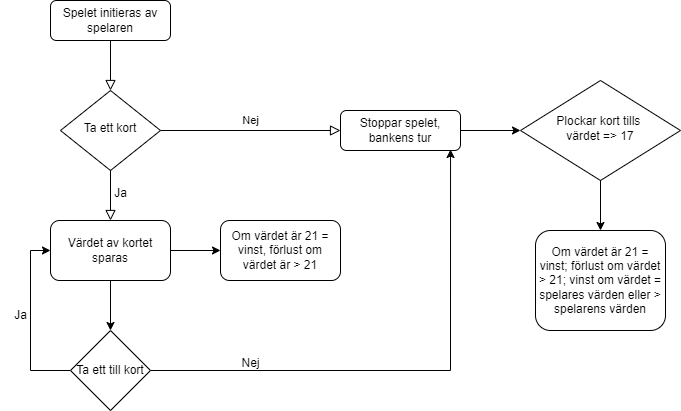 Spelet initieras av
spelaren
Ta ett kort
Nej
Stoppar spelet,
bankens tur
Plockar kort tills
värdet => 17
Ja
Värdet av kortet
sparas
Om värdet är 21 =
vinst, förlust om
värdet är > 21
Om värdet är 21 =
vinst; förlust om värdet
> 21; vinst om värdet =
spelares värden eller >
spelarens värden
Ja
Ta ett till kort
Nej